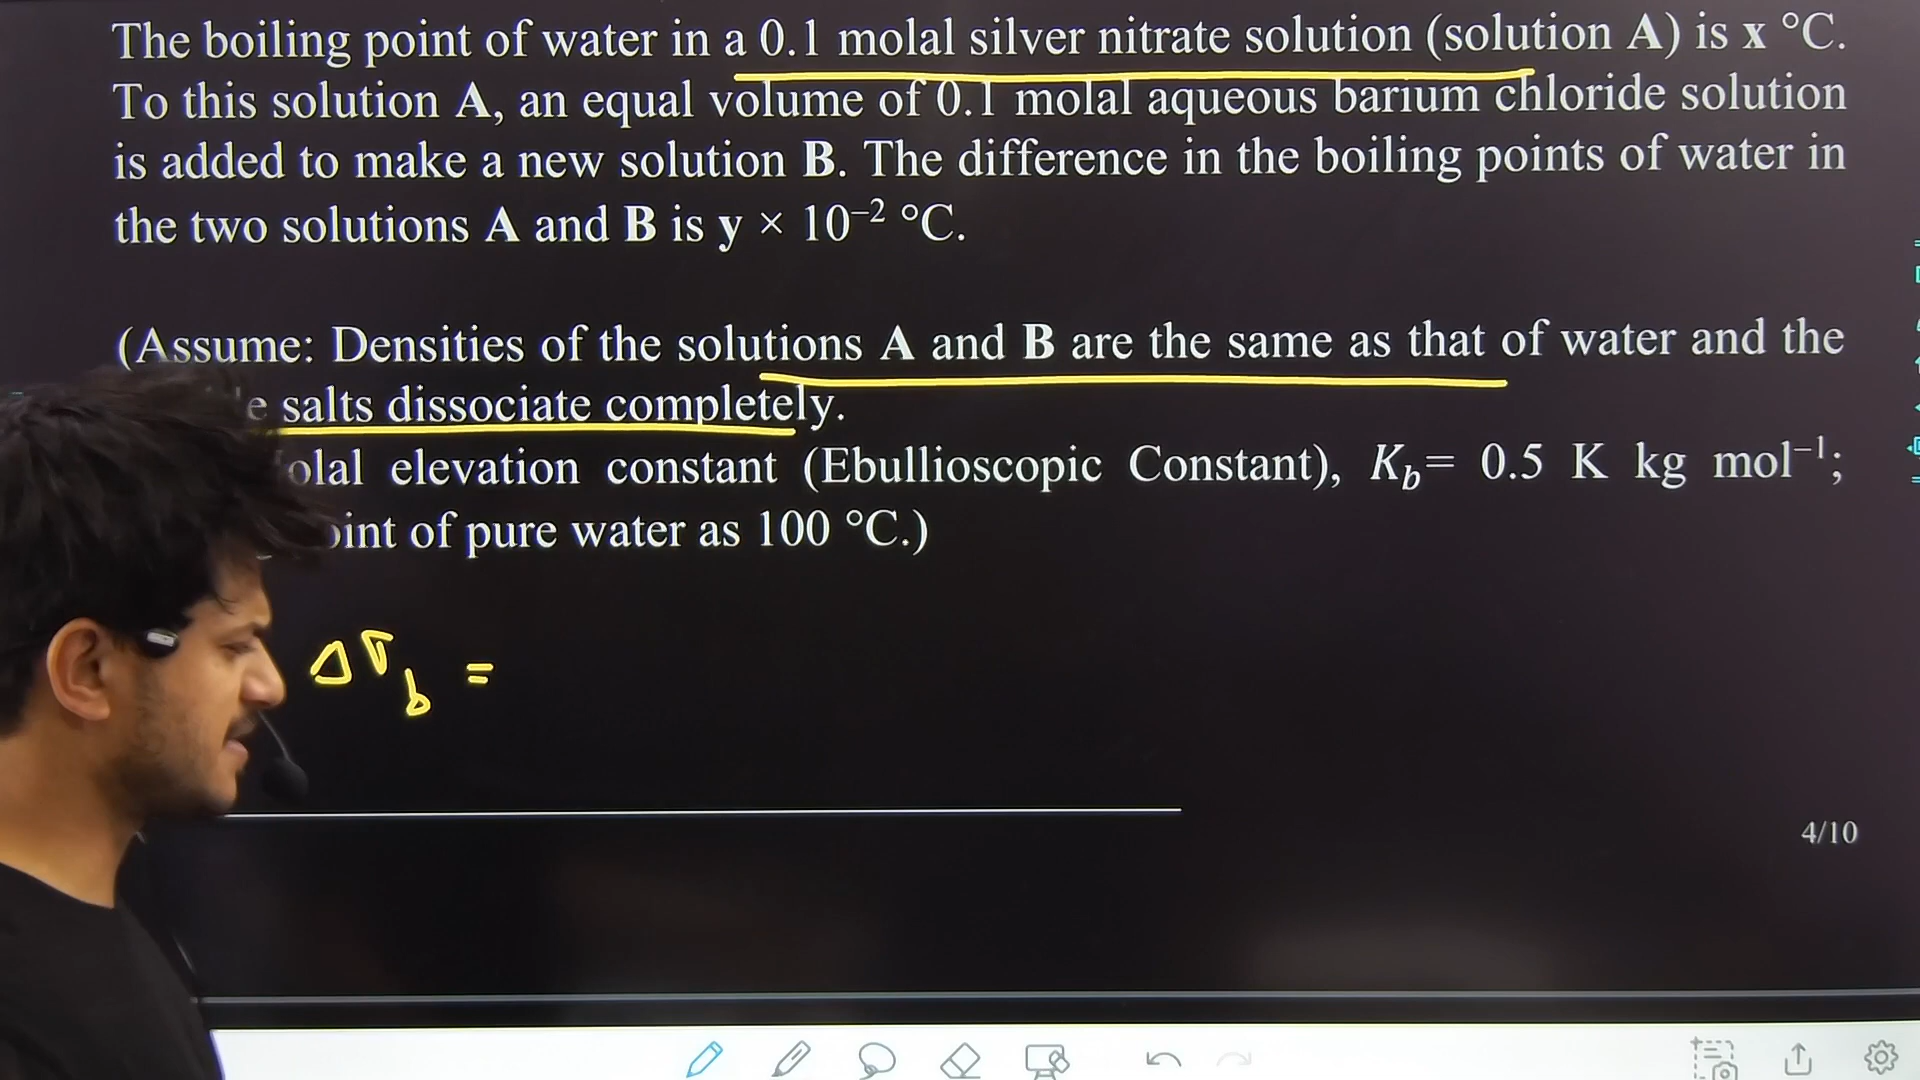 The boiling point of water in a 0.1 molal silver nitrate solution (solution A) is x °C.
To this solution A, an equal volume of 0.1 molal aqueous barium chloride solution
is added to make a new solution B. The difference in the boiling points of water in
the two solutions A and B is y × 10⁻² °C.
(Assume: Densities of the solutions A and B are the same as that of water and the
salts dissociate completely.
elevation constant (Ebullioscopic Constant), K_b= 0.5 K kg mol⁻¹;
of pure water as 100 °C.)
ΔT_b =
4/10